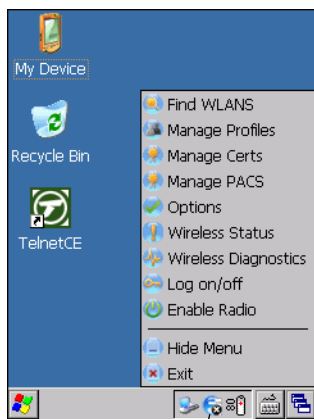 My Device
Recycle Bin
TelnetCE
Find WLANS
Manage Profiles
Manage Certs
Manage PACS
Options
Wireless Status
Wireless Diagnostics
Log on/off
Enable Radio
Hide Menu
Exit